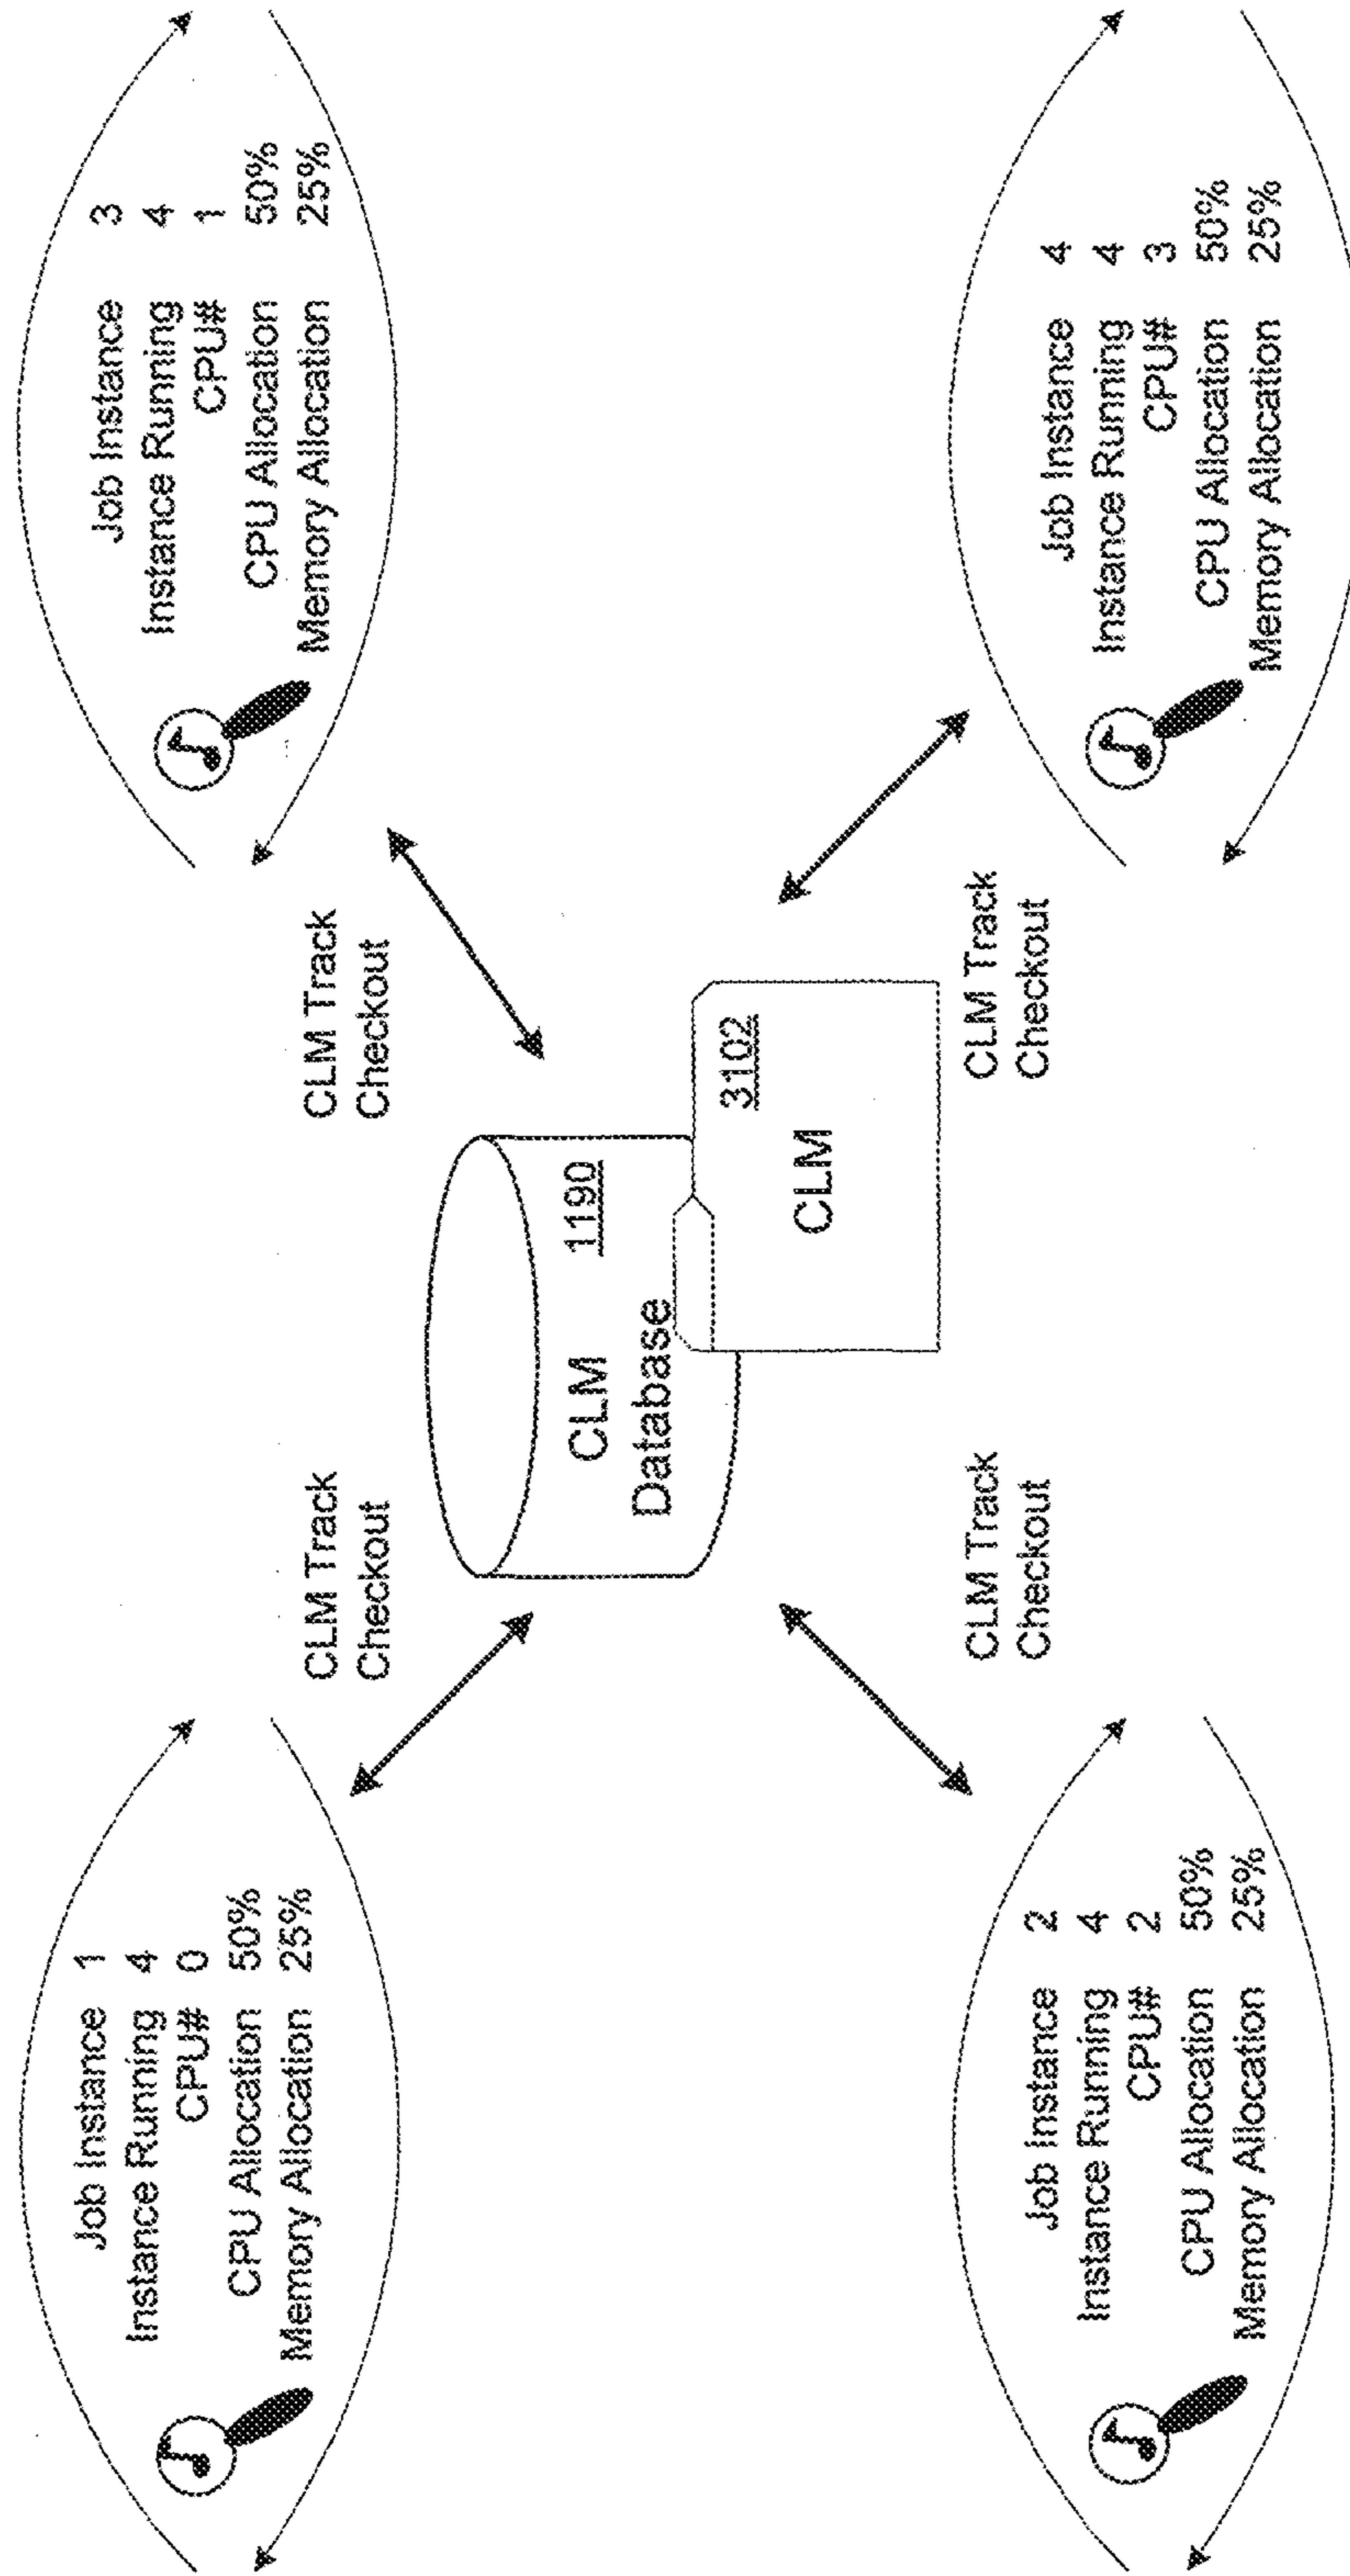 Job Instance 1
Instance Running 4
CPU# 0
CPU Allocation 50%
Memory Allocation 25%
Job Instance 3
Instance Running 4
CPU# 1
CPU Allocation 50%
Memory Allocation 25%
CLM Track
Checkout
CLM Track
Checkout
CLM 1190
Database
3102
CLM
CLM Track
Checkout
CLM Track
Checkout
Job Instance 2
Instance Running 4
CPU# 2
CPU Allocation 50%
Memory Allocation 25%
Job Instance 4
Instance Running 4
CPU# 3
CPU Allocation 50%
Memory Allocation 25%